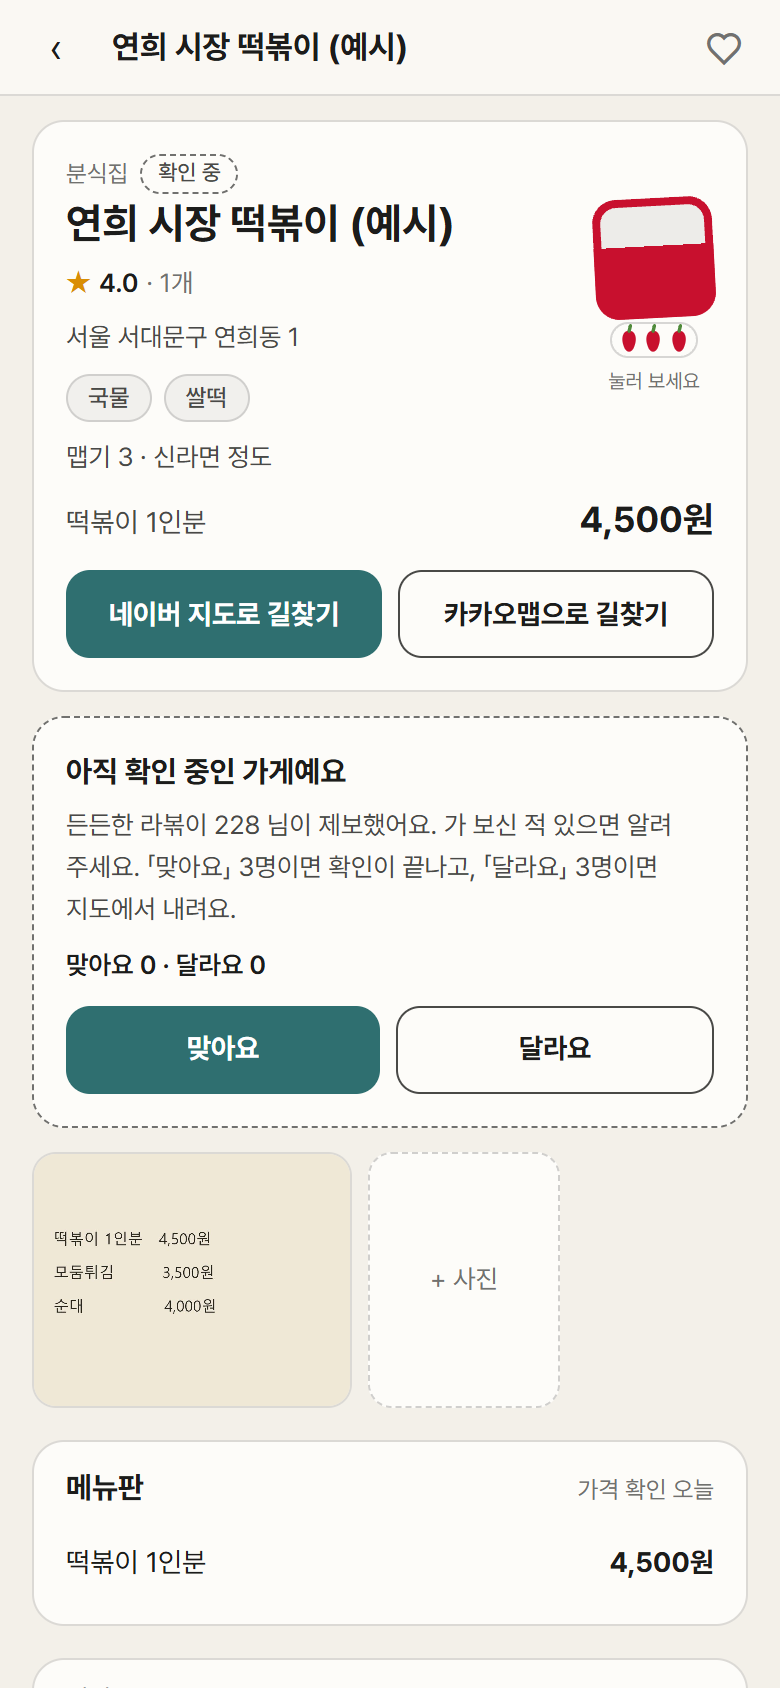 연희 시장 떡볶이 (예시)
분식집 확인 중
연희 시장 떡볶이 (예시)
★ 4.0 · 1개
서울 서대문구 연희동 1
눌러 보세요
국물 쌀떡
맵기 3 · 신라면 정도
떡볶이 1인분 4,500원
네이버 지도로 길찾기 카카오맵으로 길찾기
아직 확인 중인 가게예요
든든한 라볶이 228 님이 제보했어요. 가 보신 적 있으면 알려
주세요. 「맞아요」 3명이면 확인이 끝나고, 「달라요」 3명이면
지도에서 내려요.
맞아요 0 · 달라요 0
맞아요 달라요
떡볶이 1인분 4,500원
모둠튀김 3,500원
순대 4,000원
+ 사진
메뉴판 가격 확인 오늘
떡볶이 1인분 4,500원